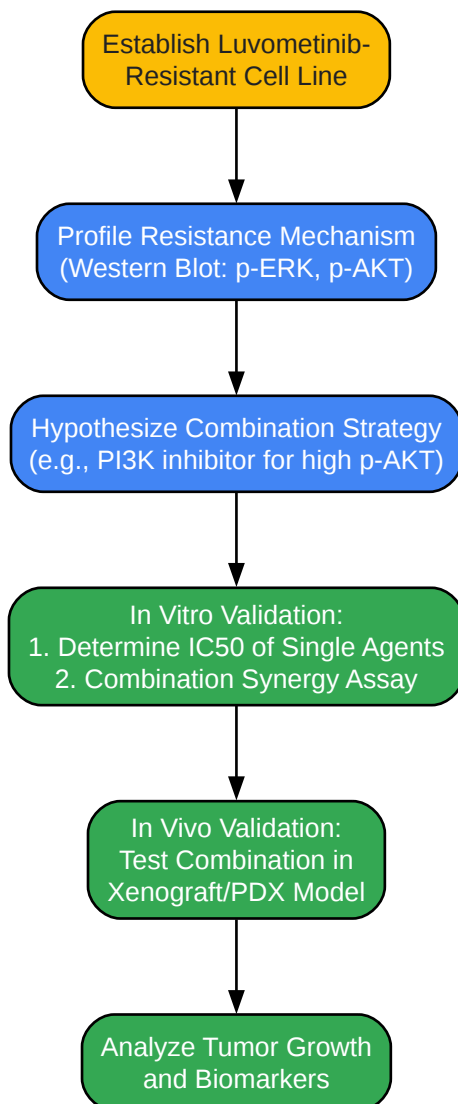 Establish Luvometinib-
Resistant Cell Line
Profile Resistance Mechanism
(Western Blot: p-ERK, p-AKT)
Hypothesize Combination Strategy
(e.g., PI3K inhibitor for high p-AKT)
In Vitro Validation:
1. Determine IC50 of Single Agents
2. Combination Synergy Assay
In Vivo Validation:
Test Combination in
Xenograft/PDX Model
Analyze Tumor Growth
and Biomarkers